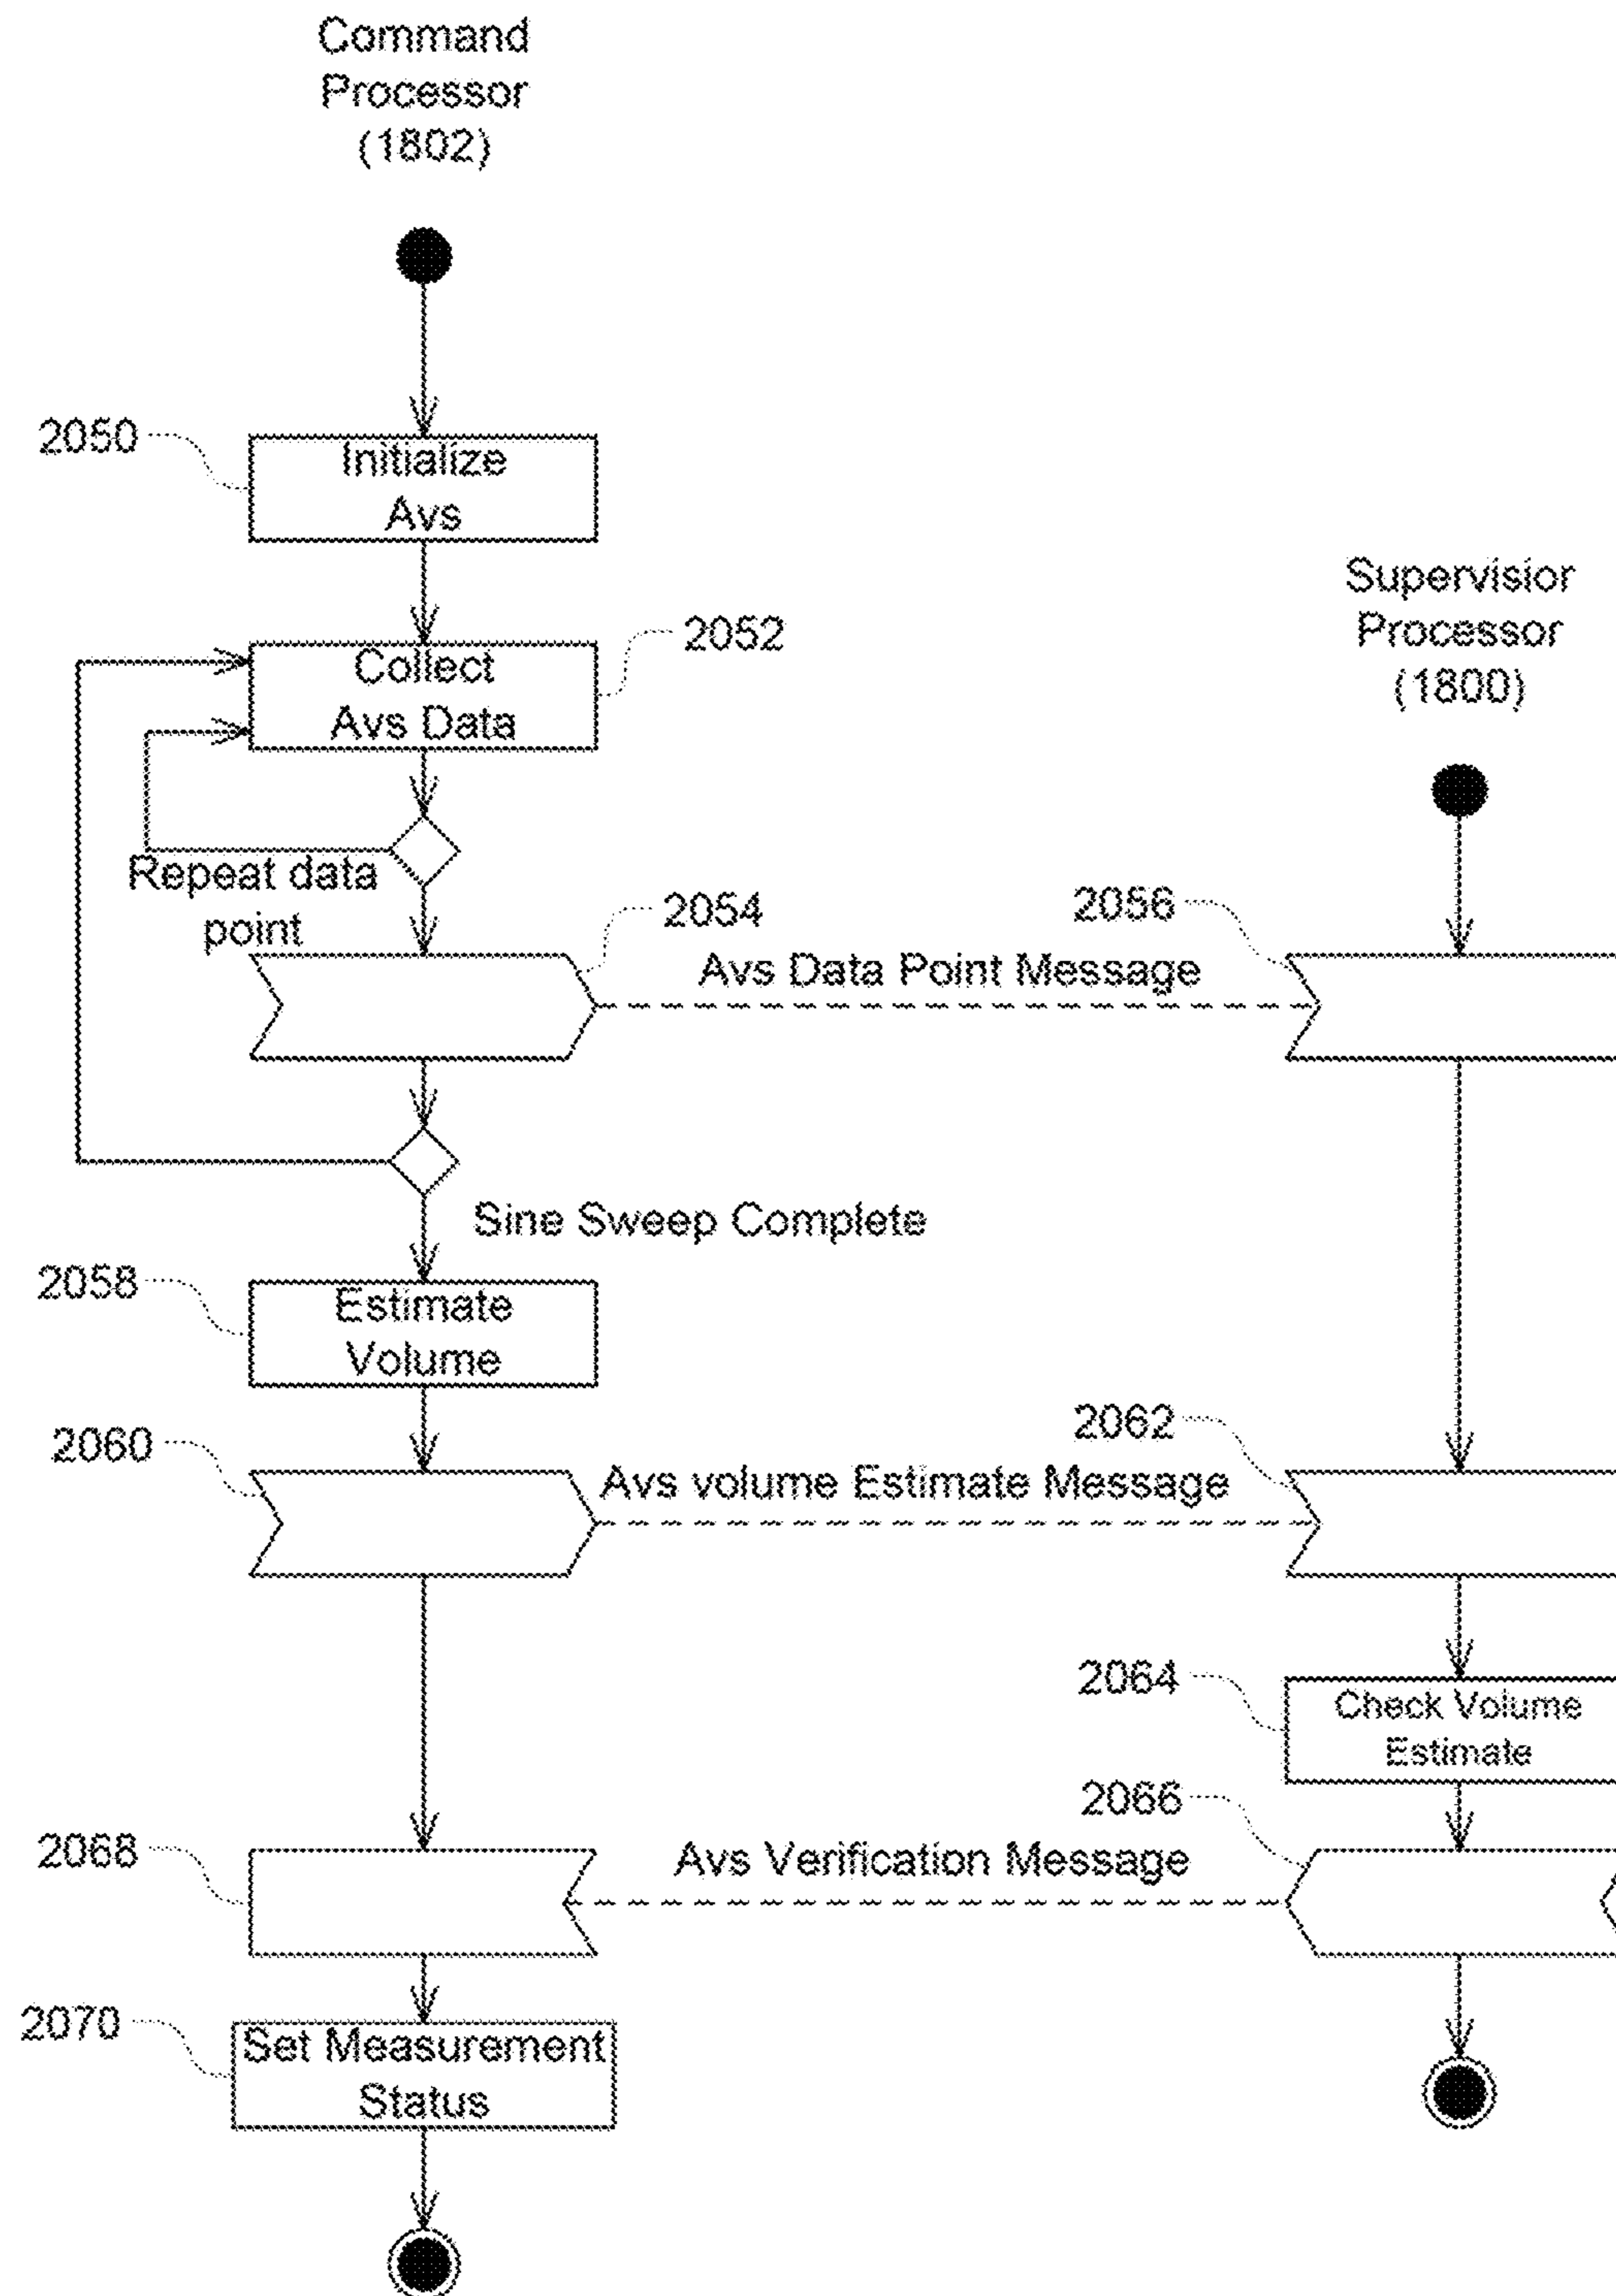 Command
Processor
(1802)
2050
Initialize
Avs
2052
Collect
Avs Data
Supervisior
Processor
(1800)
Repeat data
point
2054
2056
Avs Data Point Message
Sine Sweep Complete
2058
Estimate
Volume
2060
2062
Avs volume Estimate Message
2064
Check Volume
Estimate
2066
2068
Avs Verification Message
2070
Set Measurement
Status